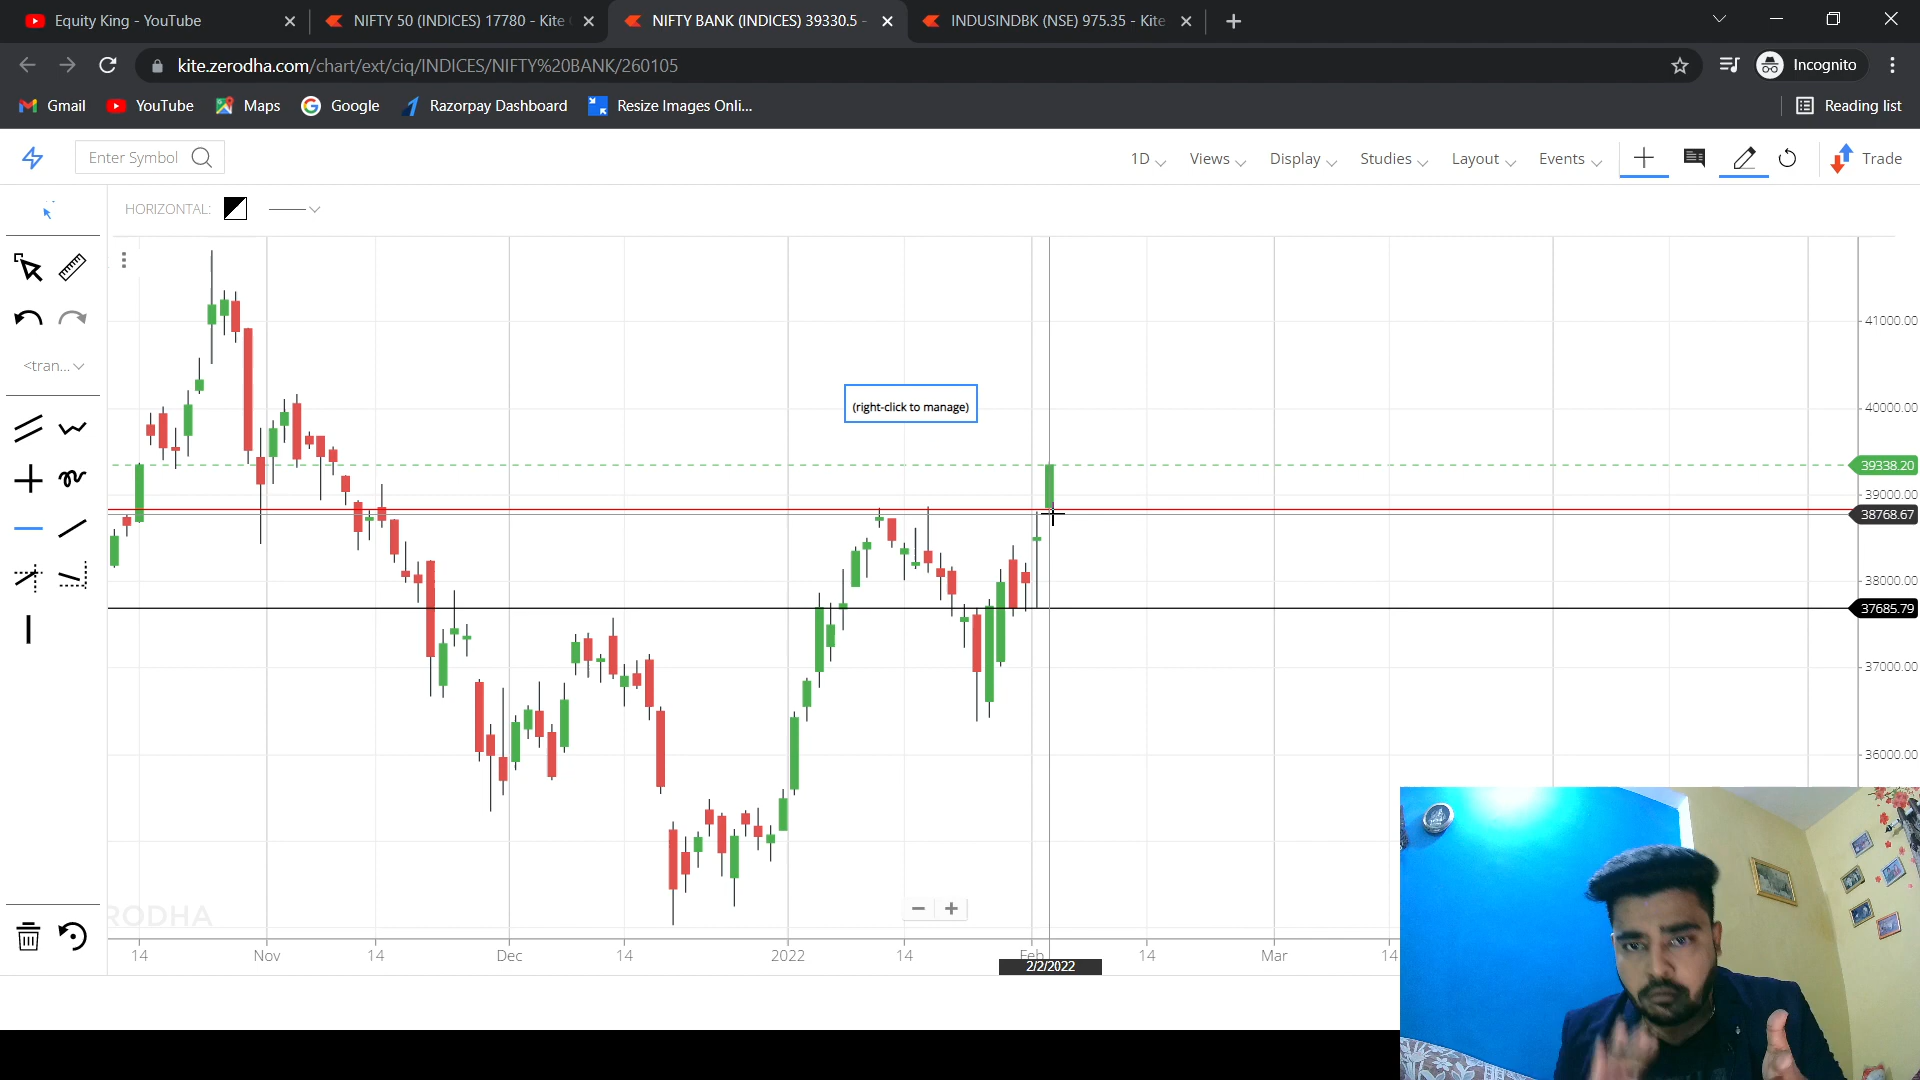 Equity King - YouTube
NIFTY 50 (INDICES) 17780 - Kite
NIFTY BANK (INDICES) 39330.5 -
INDUSINDBK (NSE) 975.35 - Kite
kite.zerodha.com/chart/ext/ciq/INDICES/NIFTY%20BANK/260105
Incognito
Gmail
YouTube
Maps
Google
Razorpay Dashboard
Resize Images Onli...
Reading list
Enter Symbol
1D
Views
Display
Studies
Layout
Events
Trade
HORIZONTAL:
<tran...
(right-click to manage)
41000.00
40000.00
39338.20
39000.00
38768.67
38000.00
37685.79
37000.00
36000.00
RODHA
14
Nov
14
Dec
14
2022
14
Feb
14
Mar
14
2/2/2022